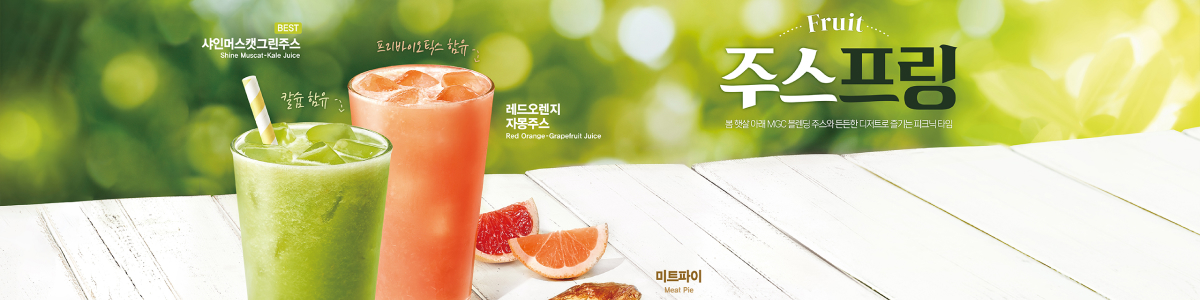 BEST
샤인머스캣그린주스
Shine Muscat-Kale Juice
칼슘 함유
프리바이오틱스 함유
레드오렌지
자몽주스
Red Orange-Grapefruit Juice
Fruit
주스프링
봄 햇살 아래 MGC 블렌딩 주스와 든든한 디저트로 즐기는 피크닉 타임
미트파이
Meat Pie